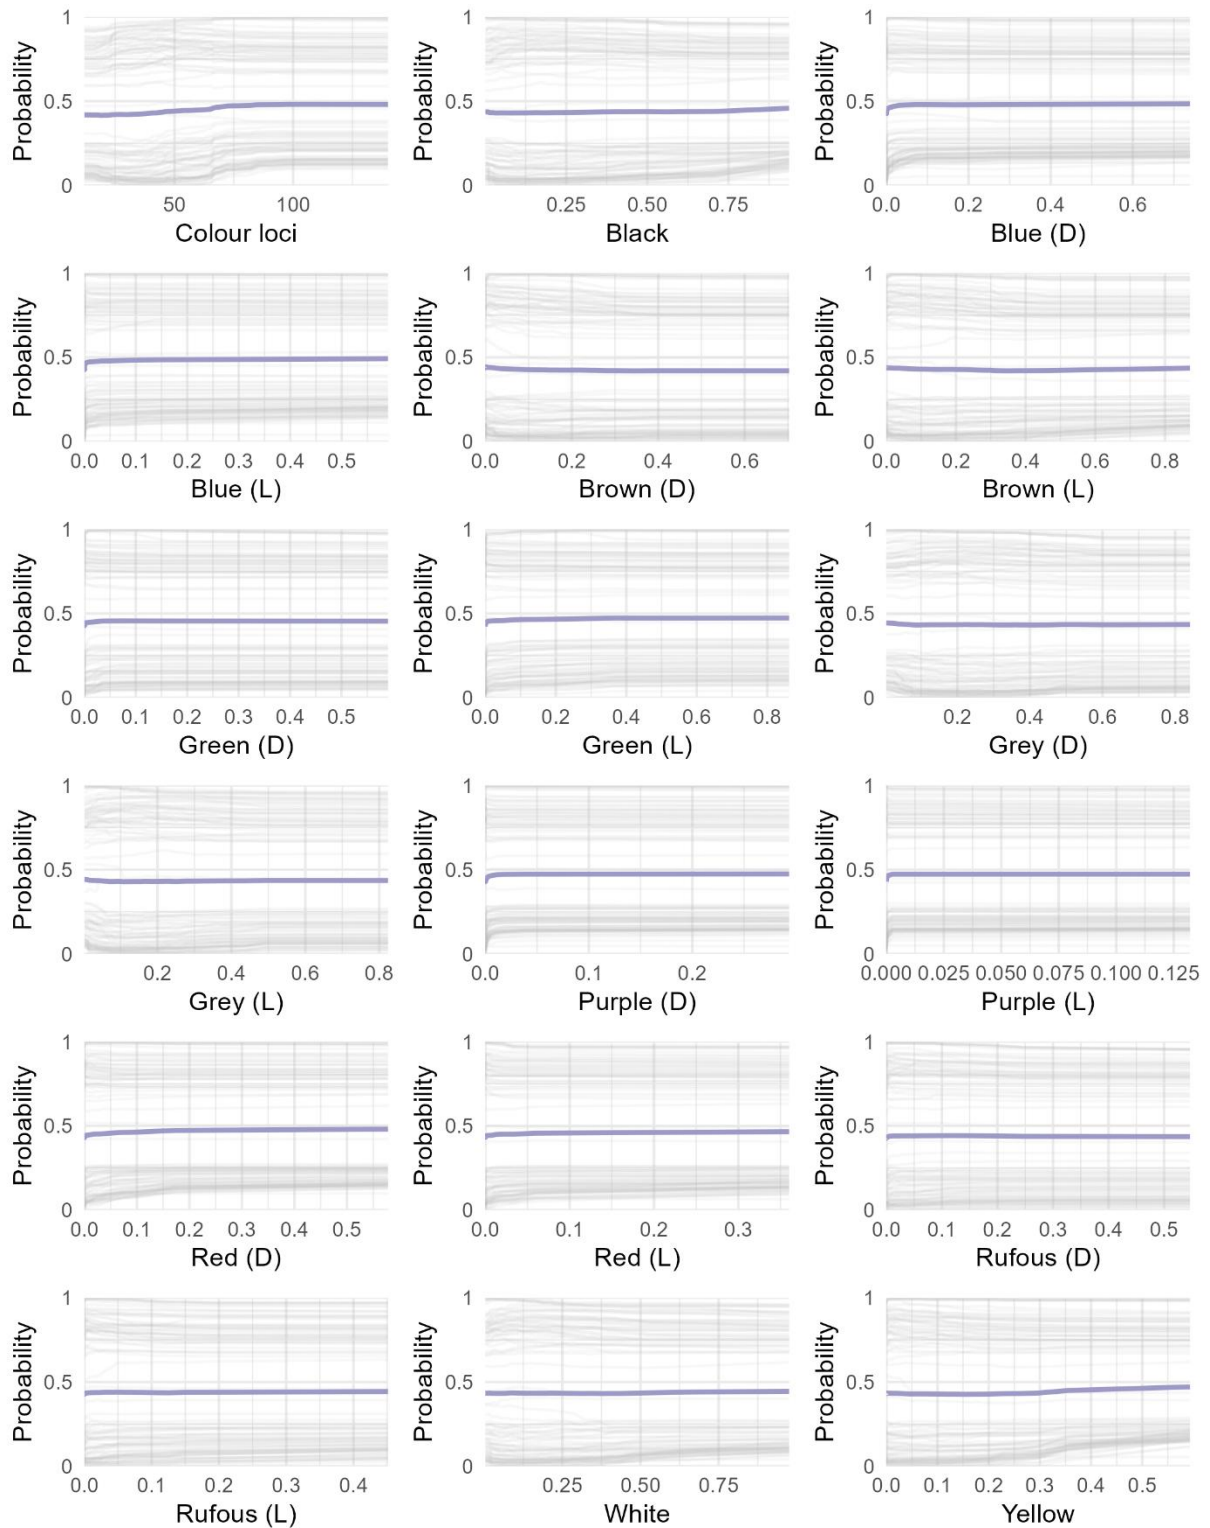 1 1 1
Probability Probability Probability
0.5 0.5 0.5
0 0 0
50 100 0.25 0.50 0.75 0.0 0.2 0.4 0.6
Colour loci Black Blue (D)
1 1 1
Probability Probability Probability
0.5 0.5 0.5
0 0 0
0.0 0.1 0.2 0.3 0.4 0.5 0.0 0.2 0.4 0.6 0.0 0.2 0.4 0.6 0.8
Blue (L) Brown (D) Brown (L)
1 1 1
Probability Probability Probability
0.5 0.5 0.5
0 0 0
0.0 0.1 0.2 0.3 0.4 0.5 0.0 0.2 0.4 0.6 0.8 0.2 0.4 0.6 0.8
Green (D) Green (L) Grey (D)
1 1 1
Probability Probability Probability
0.5 0.5 0.5
0 0 0
0.2 0.4 0.6 0.8 0.0 0.1 0.2 0.000 0.025 0.050 0.075 0.100 0.125
Grey (L) Purple (D) Purple (L)
1 1 1
Probability Probability Probability
0.5 0.5 0.5
0 0 0
0.0 0.1 0.2 0.3 0.4 0.5 0.0 0.1 0.2 0.3 0.0 0.1 0.2 0.3 0.4 0.5
Red (D) Red (L) Rufous (D)
1 1 1
Probability Probability Probability
0.5 0.5 0.5
0 0 0
0.0 0.1 0.2 0.3 0.4 0.25 0.50 0.75 0.0 0.1 0.2 0.3 0.4 0.5
Rufous (L) White Yellow